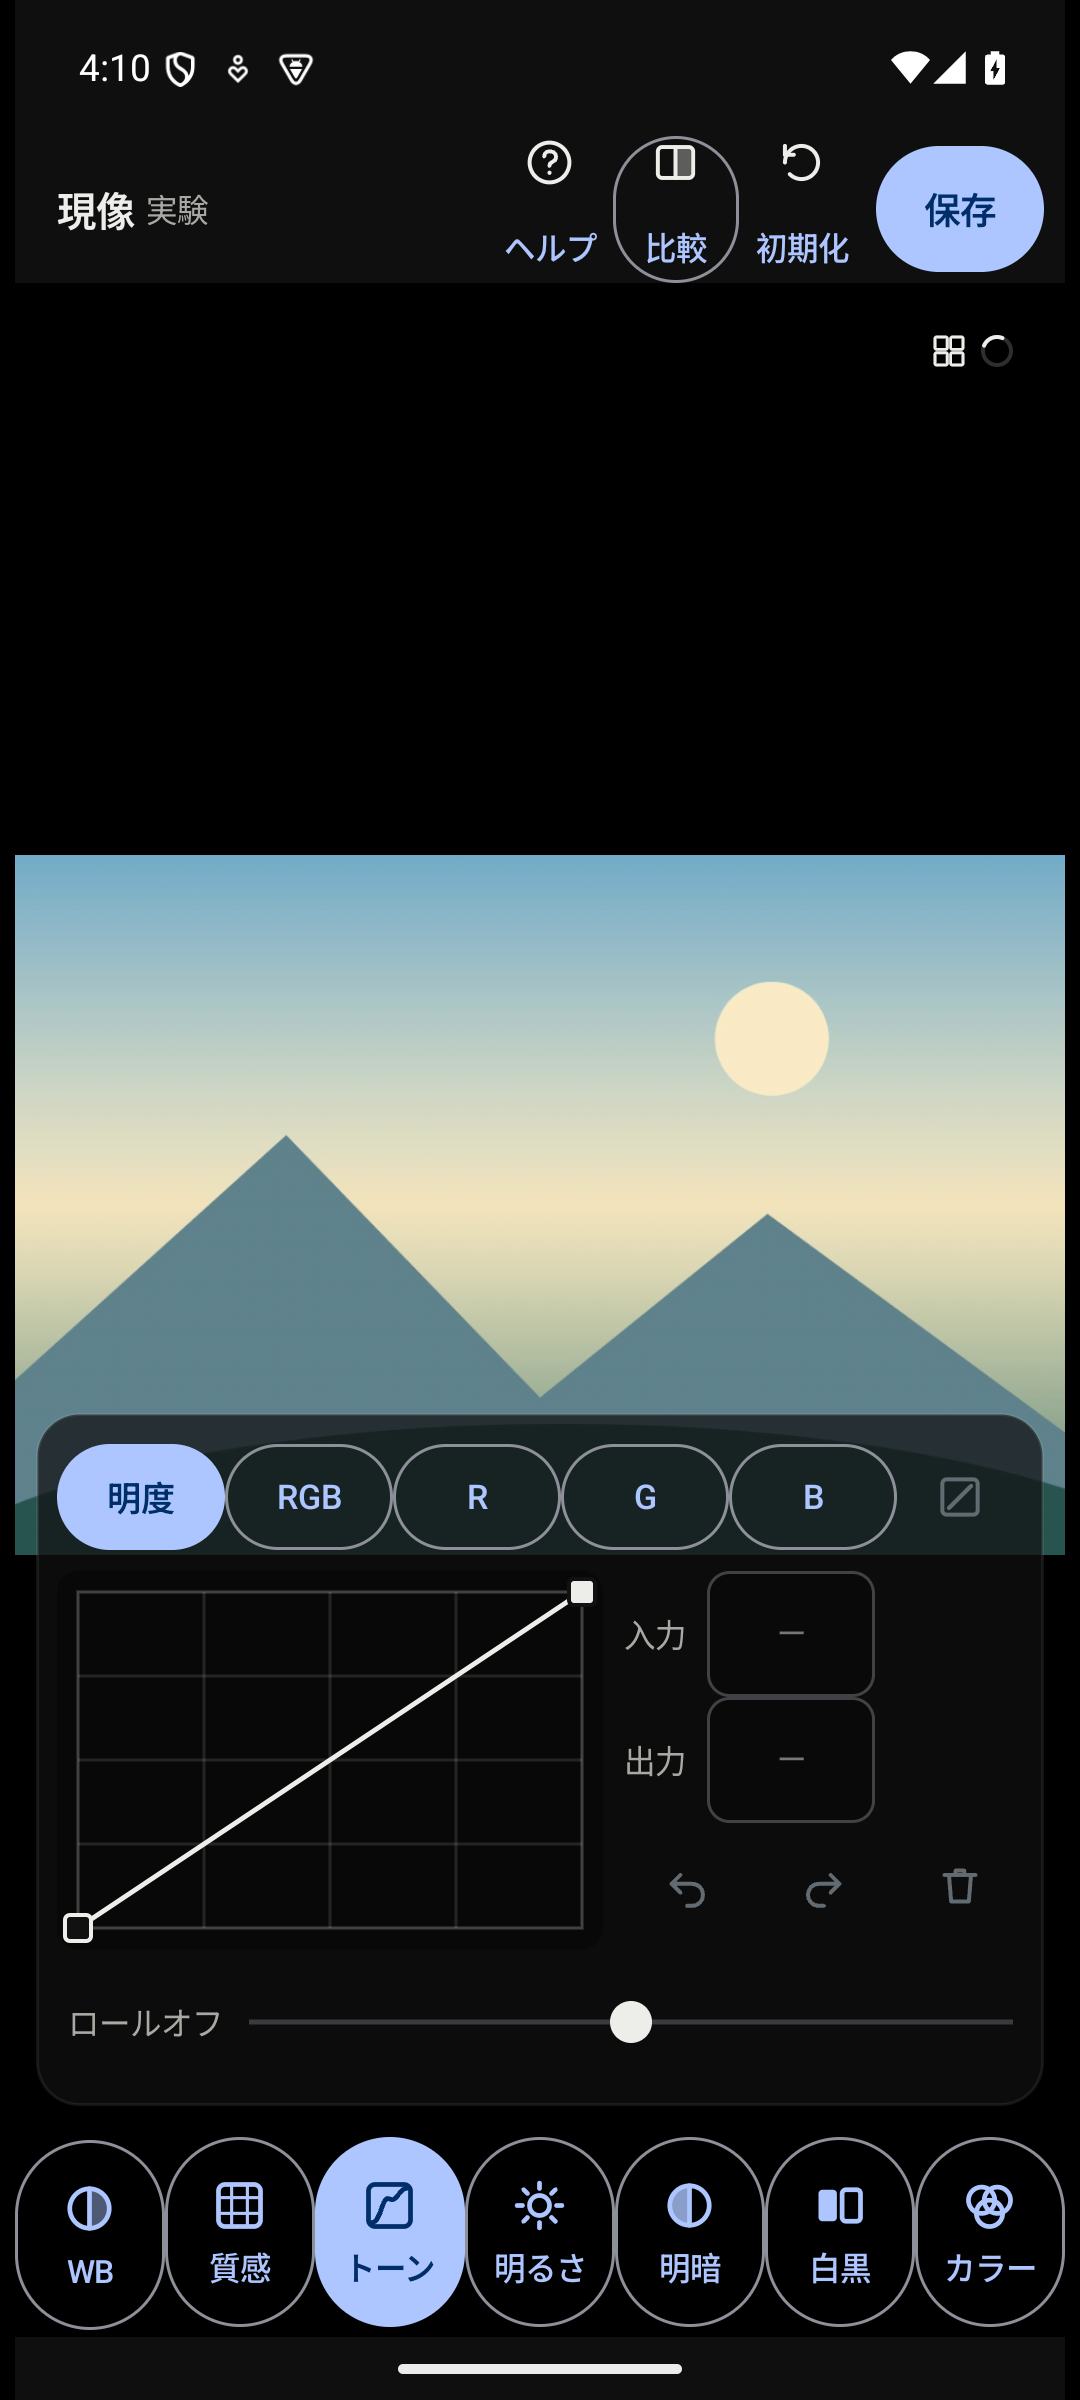 4:10
現像 実験
ヘルプ
比較
初期化
保存
明度
RGB
R
G
B
入力
—
出力
—
ロールオフ
WB
質感
トーン
明るさ
明暗
白黒
カラー